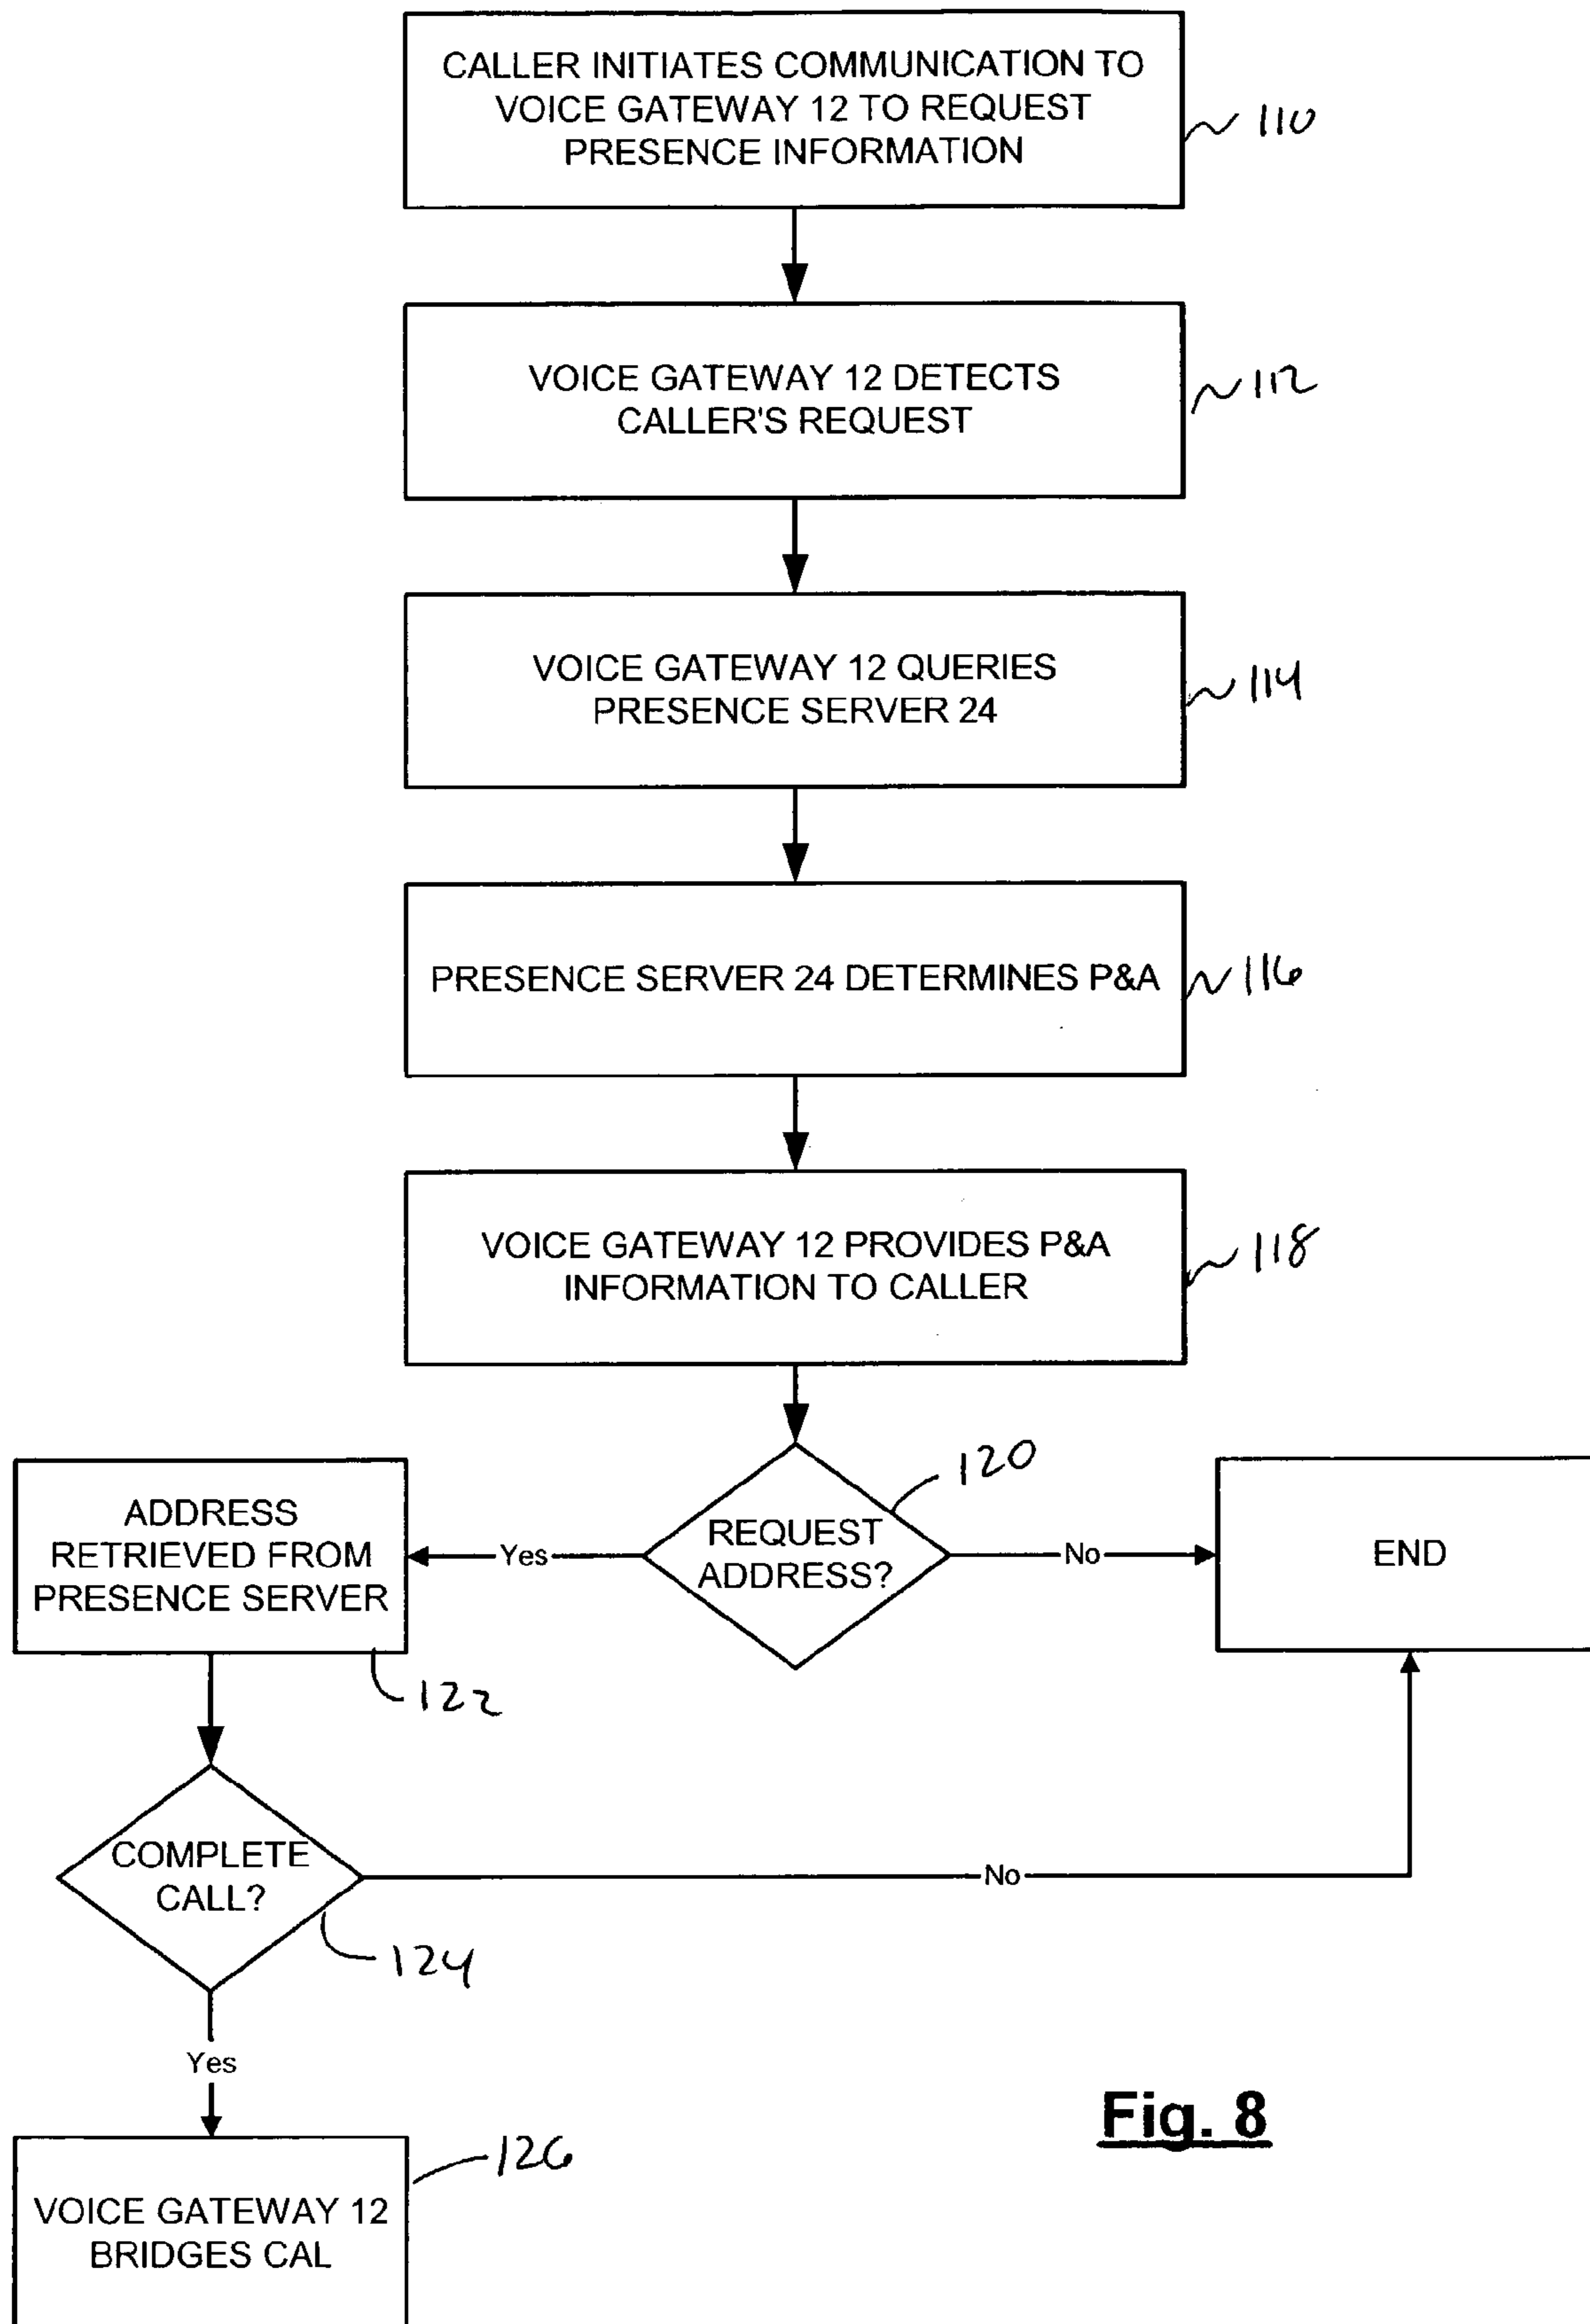 CALLER INITIATES COMMUNICATION TO
VOICE GATEWAY 12 TO REQUEST
PRESENCE INFORMATION
110
VOICE GATEWAY 12 DETECTS
CALLER'S REQUEST
112
VOICE GATEWAY 12 QUERIES
PRESENCE SERVER 24
114
PRESENCE SERVER 24 DETERMINES P&A
116
VOICE GATEWAY 12 PROVIDES P&A
INFORMATION TO CALLER
118
120
REQUEST
ADDRESS?
Yes
No
ADDRESS
RETRIEVED FROM
PRESENCE SERVER
122
END
COMPLETE
CALL?
124
No
Yes
126
VOICE GATEWAY 12
BRIDGES CAL
Fig. 8